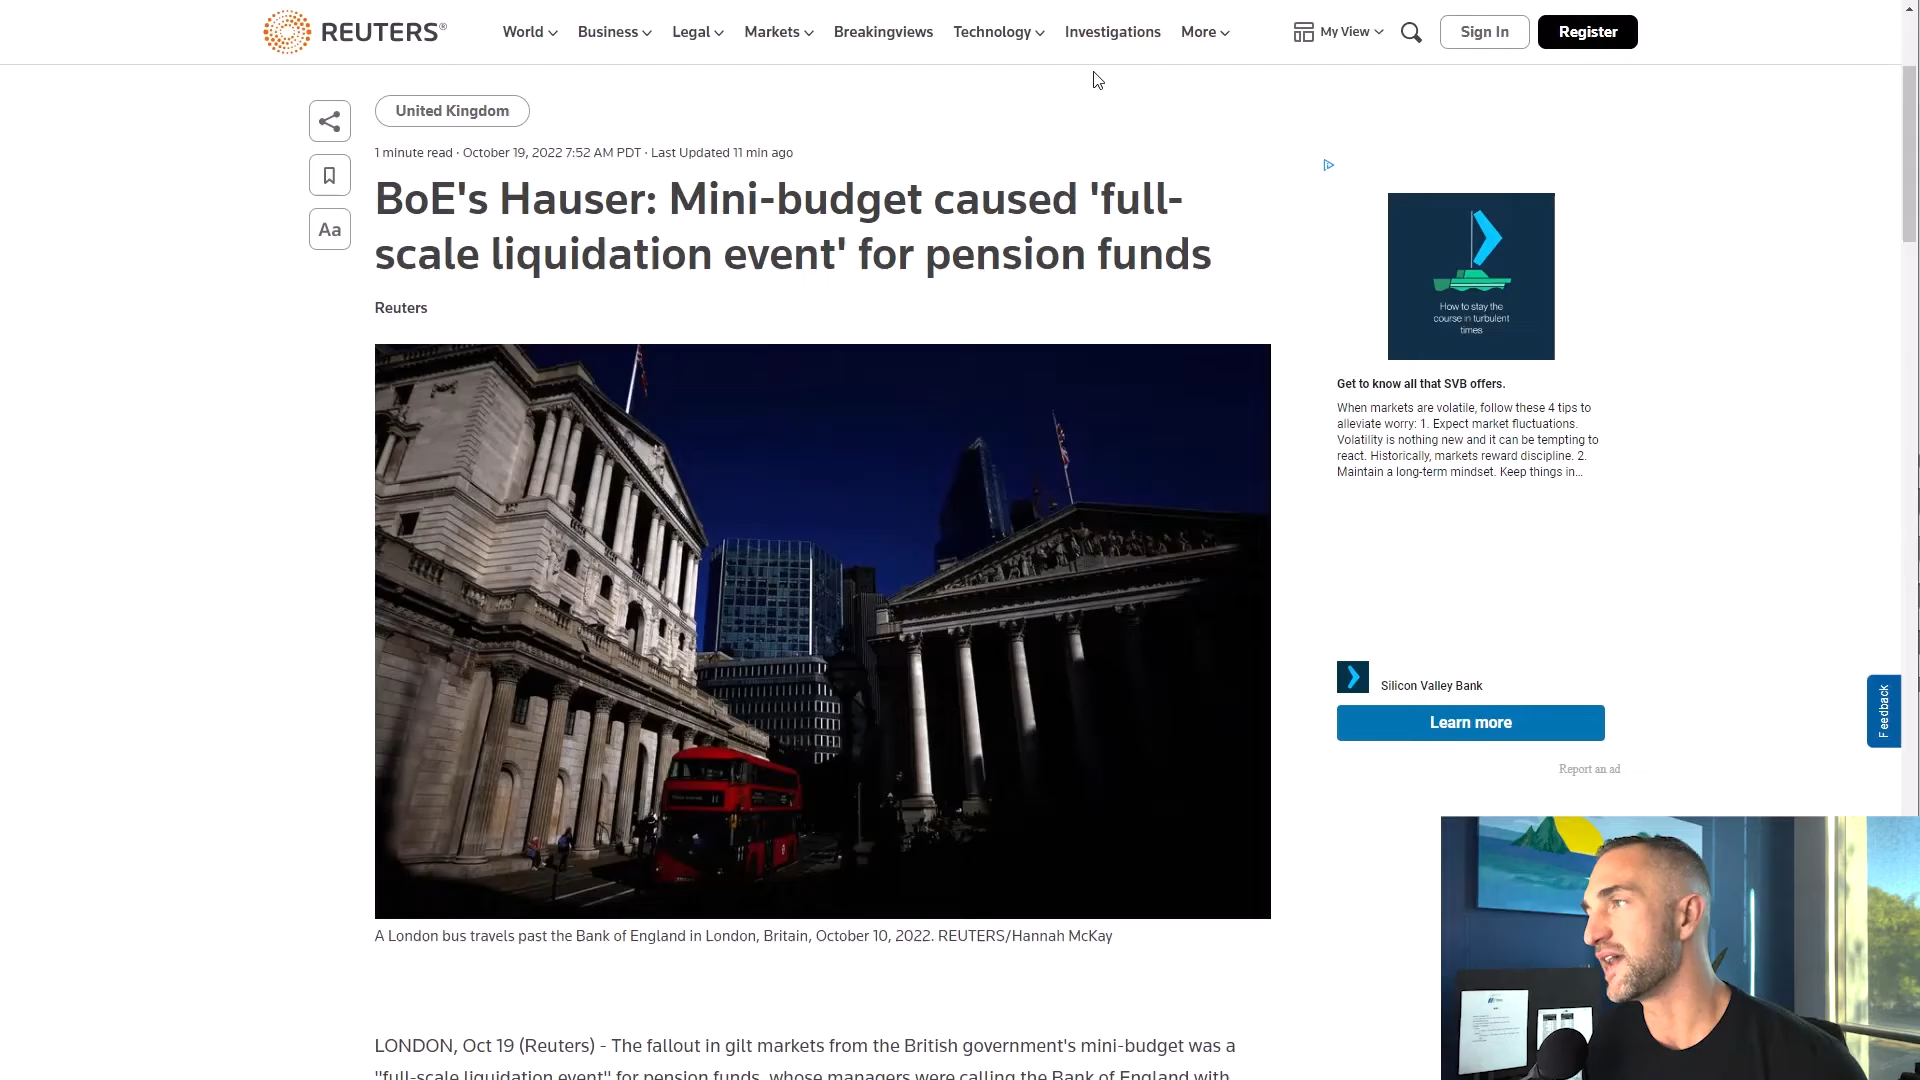 REUTERS®
World
Business
Legal
Markets
Breakingviews
Technology
Investigations
More
My View
Sign In
Register
United Kingdom
1 minute read · October 19, 2022 7:52 AM PDT · Last Updated 11 min ago
Aa
BoE's Hauser: Mini-budget caused 'full-
scale liquidation event' for pension funds
Reuters
How to stay the
course in turbulent
times
Get to know all that SVB offers.
When markets are volatile, follow these 4 tips to
alleviate worry: 1. Expect market fluctuations.
Volatility is nothing new and it can be tempting to
react. Historically, markets reward discipline. 2.
Maintain a long-term mindset. Keep things in...
Silicon Valley Bank
Learn more
Report an ad
Feedback
A London bus travels past the Bank of England in London, Britain, October 10, 2022. REUTERS/Hannah McKay
LONDON, Oct 19 (Reuters) - The fallout in gilt markets from the British government's mini-budget was a
"full-scale liquidation event" for pension funds, whose managers were calling the Bank of England with